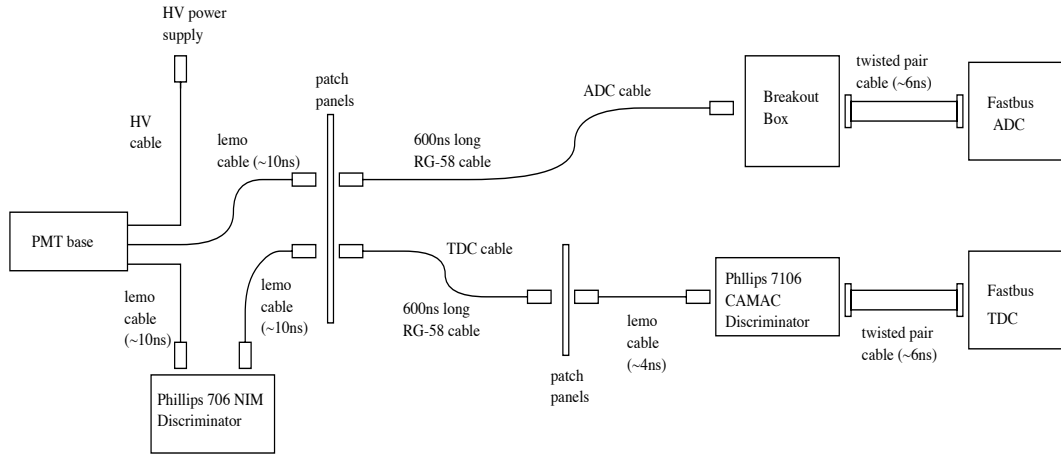 HV power
supply
HV
cable
PMT base
lemo
cable (~10ns)
lemo
cable
(~10ns)
lemo
cable
(~10ns)
Phillips 706 NIM
Discriminator
patch
panels
600ns long
RG-58 cable
ADC cable
TDC cable
600ns long
RG-58 cable
patch
panels
lemo
cable
(~4ns)
Breakout
Box
twisted pair
cable (~6ns)
Fastbus
ADC
Phllips 7106
CAMAC
Discriminator
twisted pair
cable (~6ns)
Fastbus
TDC